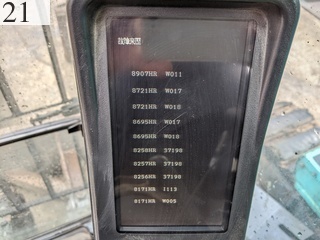 21
8907HR W011
8721HR W017
8721HR W018
8695HR W017
8695HR W018
8258HR 37198
8257HR 37198
8256HR 37198
8171HR 1113
8171HR W005